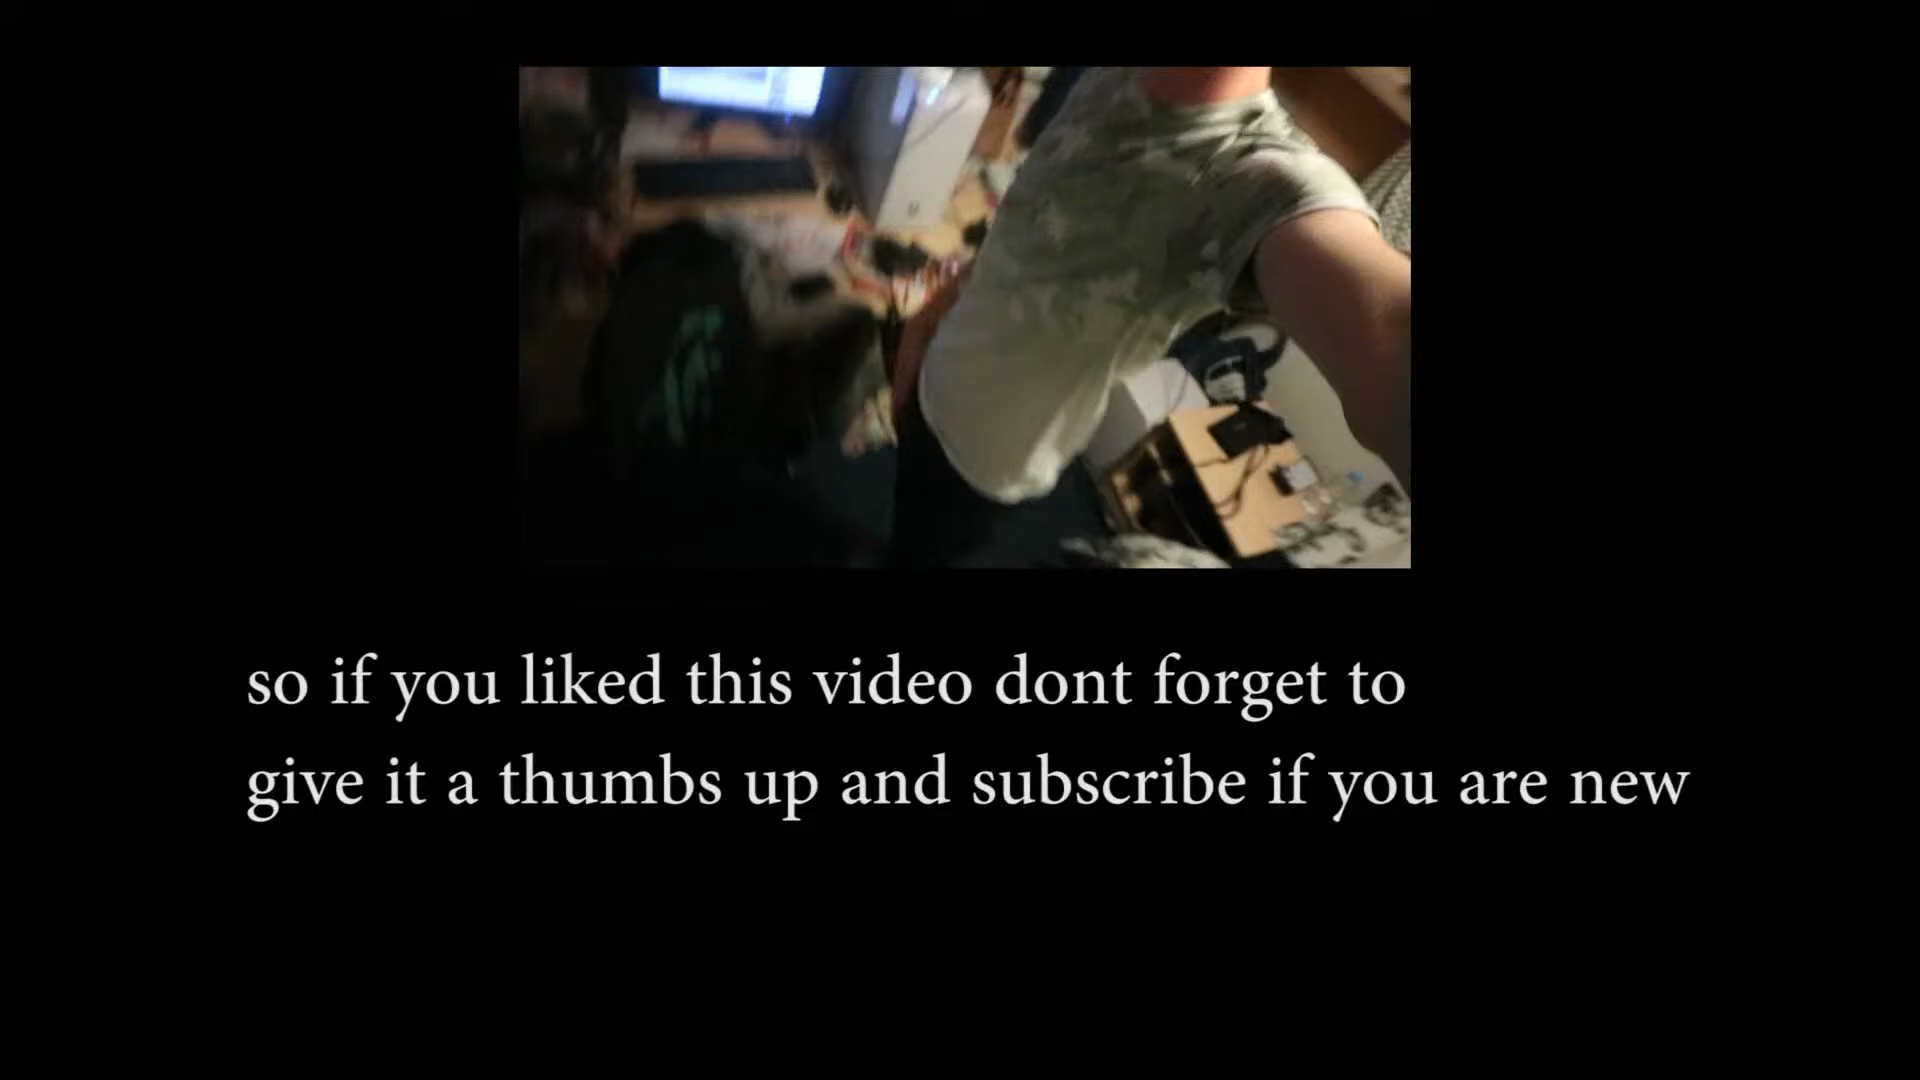 so if you liked this video dont forget to
give it a thumbs up and subscribe if you are new